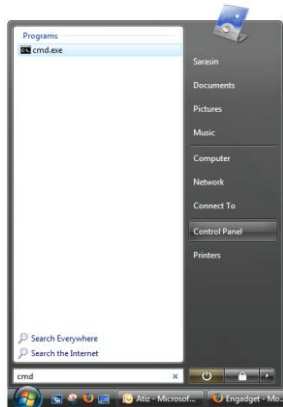 Programs
cmd.exe
Search Everywhere
Search the Internet
cmd
Sarasin
Documents
Pictures
Music
Computer
Network
Connect To
Control Panel
Printers
Atiz - Microsof...
Engadget - Mo...